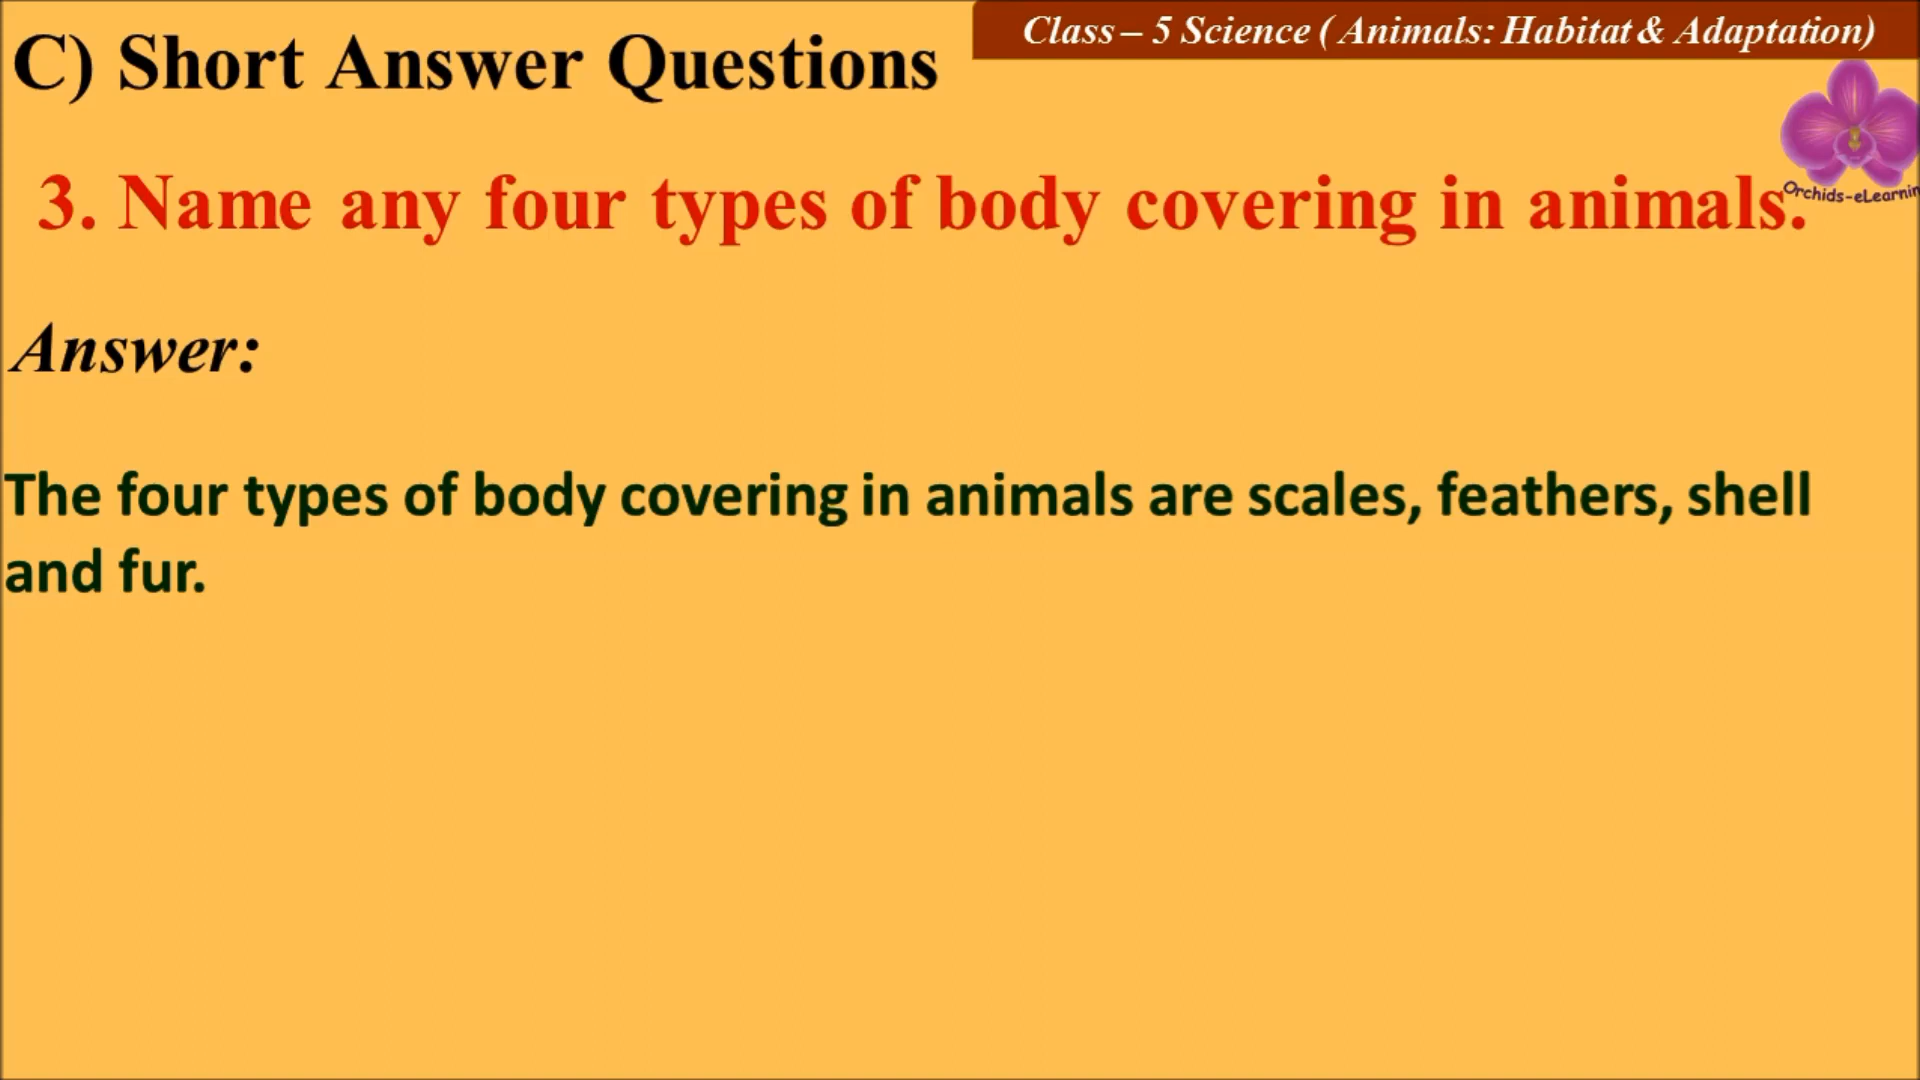 Class – 5 Science ( Animals: Habitat & Adaptation)
C) Short Answer Questions
3. Name any four types of body covering in animals.
Orchids-eLearnin
Answer:
The four types of body covering in animals are scales, feathers, shell
and fur.